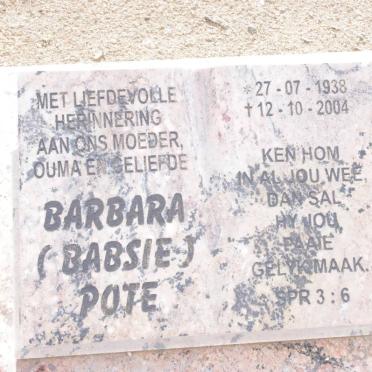 MET LIEFDEVOLLE
HERINNERING
AAN ONS MOEDER,
OUMA EN GELIEFDE
BARBARA
( BABSIE )
POTE
* 27 - 07 - 1938
† 12 - 10 - 2004
KEN HOM
IN AL JOU WEE,
DAN SAL
HY JOU
PAAIE
GELYK MAAK.
SPR 3 : 6